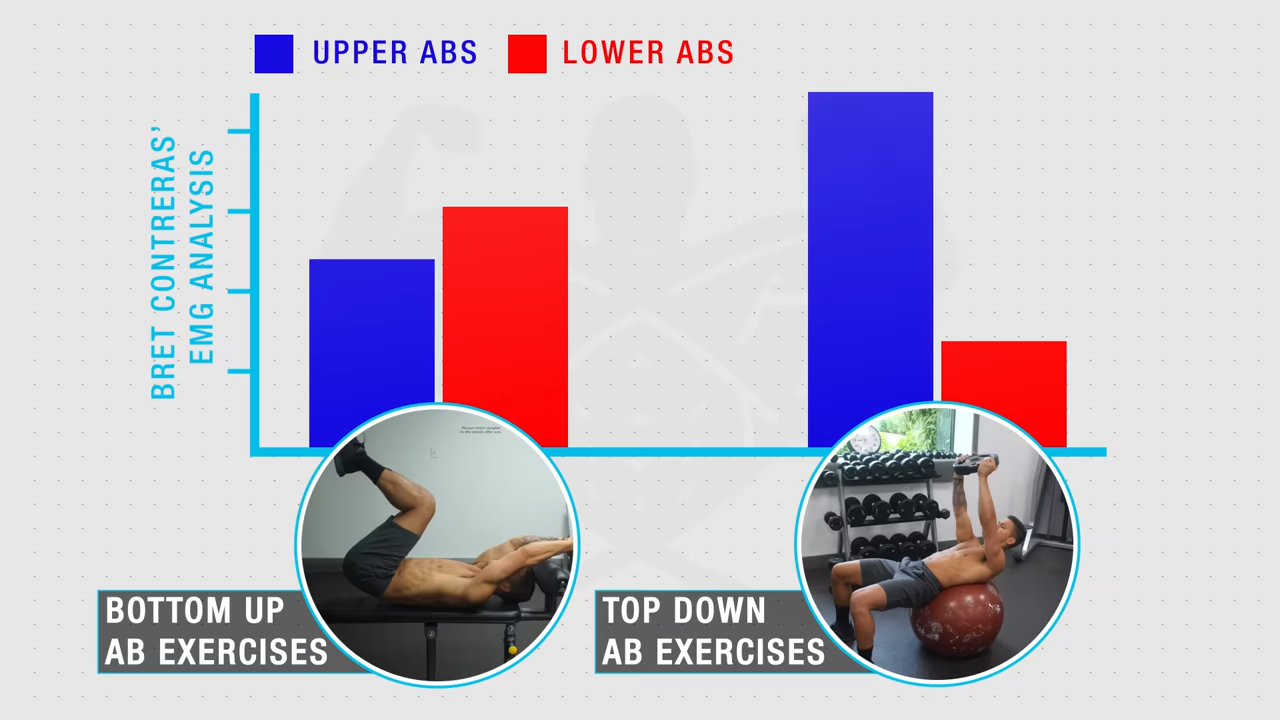 UPPER ABS
LOWER ABS
BRET CONTRERAS'
EMG ANALYSIS
BOTTOM UP
AB EXERCISES
TOP DOWN
AB EXERCISES